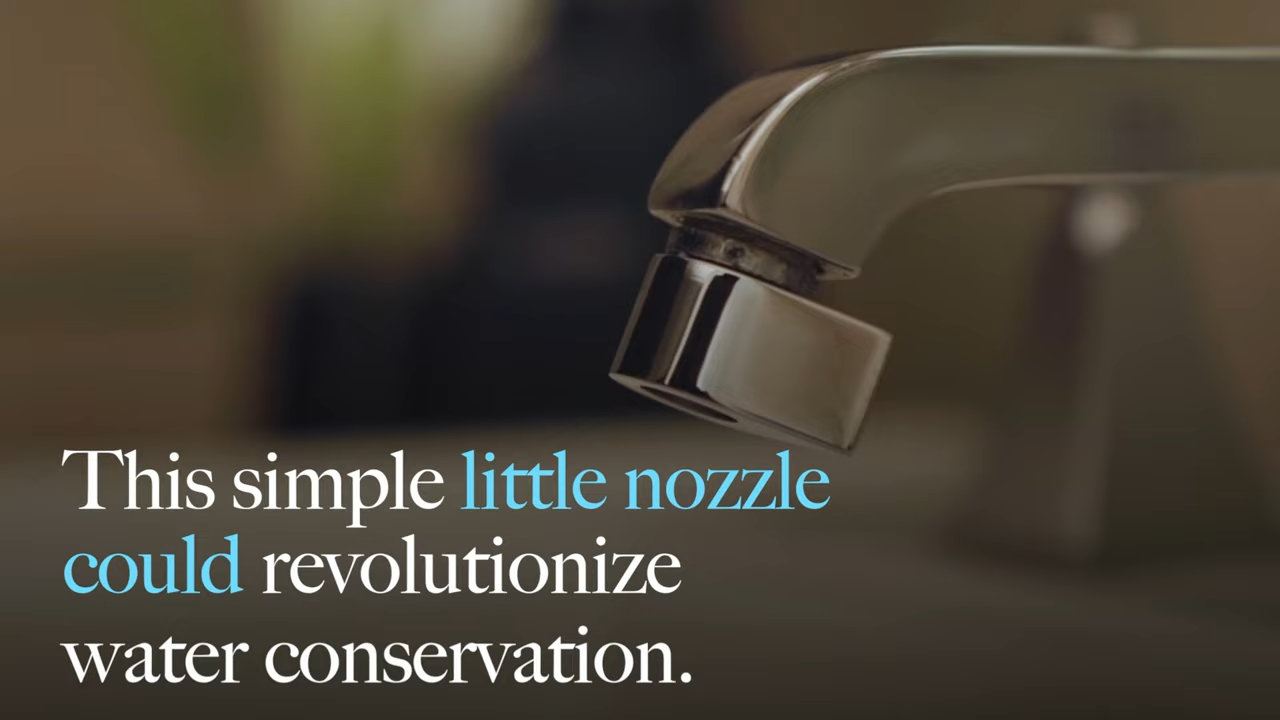 This simple little nozzle
could revolutionize
water conservation.